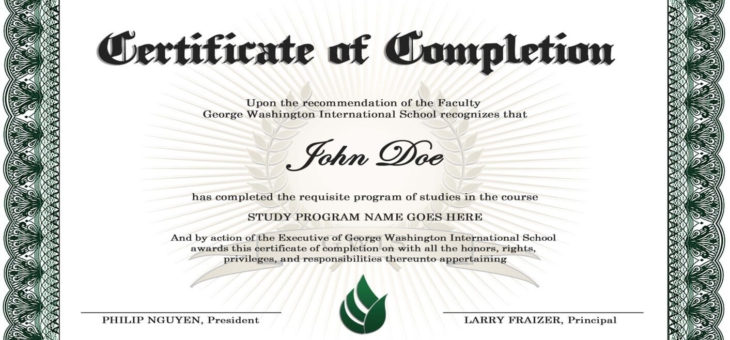 Certificate of Completion
Upon the recommendation of the Faculty
George Washington International School recognizes that
John Doe
has completed the requisite program of studies in the course
STUDY PROGRAM NAME GOES HERE
And by action of the Executive of George Washington International School
awards this certificate of completion on with all the honors, rights,
privileges, and responsibilities thereunto appertaining
PHILIP NGUYEN, President
LARRY FRAIZER, Principal